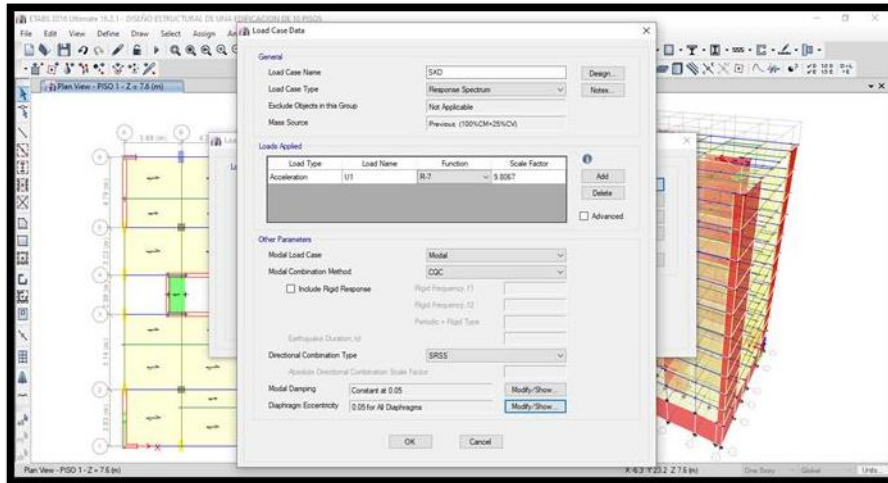 ETABS 2016 Ultimate 16.2.1 - DISEÑO ESTRUCTURAL DE UNA EDIFICACION DE 10 PISOS
File Edit View Define Draw Select Assign
Load Case Data
General
Load Case Name SXD Design...
Load Case Type Response Spectrum Notes...
Exclude Objects in this Group Not Applicable
Mass Source Previous (100%CM+25%CV)
Plan View - PISO 1 - Z = 7.6 (m)
Loads Applied
Load Type Load Name Function Scale Factor
Acceleration U1 R-7 9.8067
Add
Delete
Advanced
Other Parameters
Modal Load Case Modal
Modal Combination Method CQC
Include Rigid Response Rigid Frequency, f1
Rigid Frequency, f2
Periodic + Rigid Type
Earthquake Duration, td
Directional Combination Type SRSS
Absolute Directional Combination Scale Factor
Modal Damping Constant at 0.05 Modify/Show...
Diaphragm Eccentricity 0.05 for All Diaphragms Modify/Show...
OK Cancel
Plan View - PISO 1 - Z = 7.6 (m) X -6.3 Y 23.2 Z 7.6 (m) One Story Global Units...